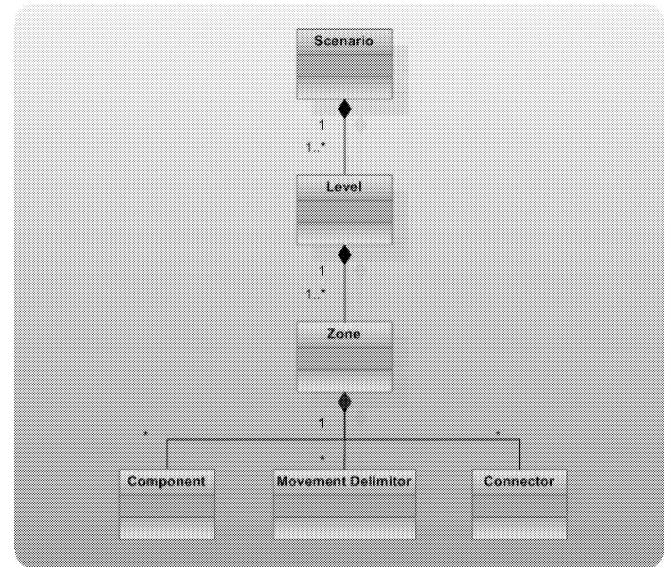 Scenario
1
1..*
Level
1
1..*
Zone
1
* *
*
Component Movement Delimitor Connector